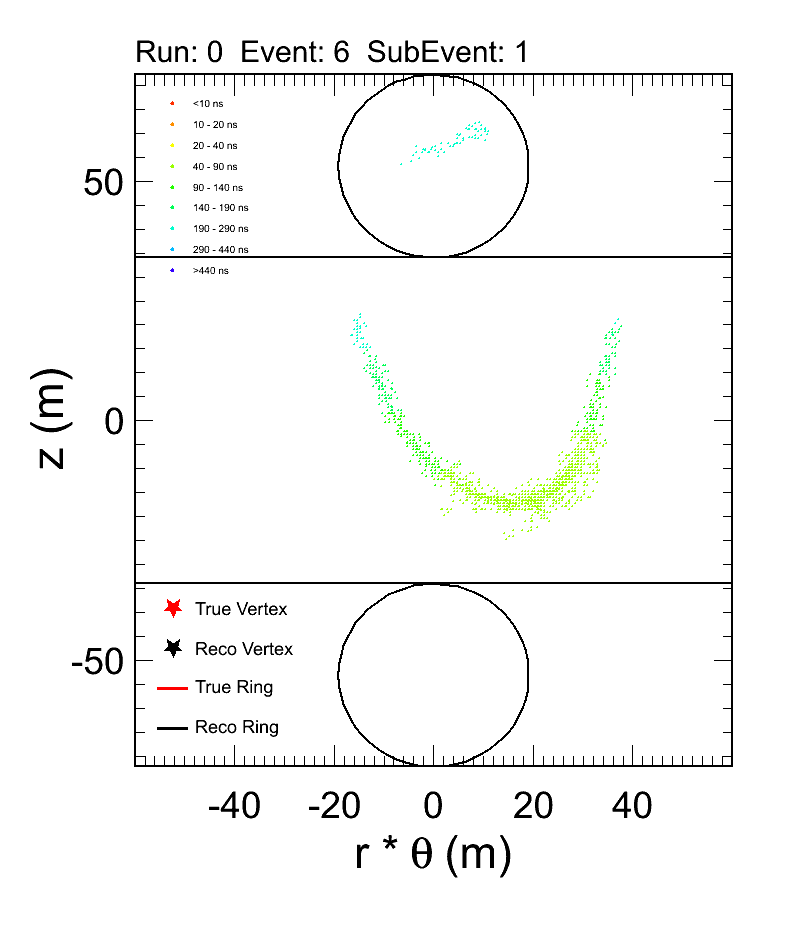 Run: 0 Event: 6 SubEvent: 1
<10 ns
10 - 20 ns
20 - 40 ns
40 - 90 ns
90 - 140 ns
140 - 190 ns
190 - 290 ns
290 - 440 ns
>440 ns
50
0
-50
z (m)
True Vertex
Reco Vertex
True Ring
Reco Ring
-40 -20 0 20 40
r * θ (m)